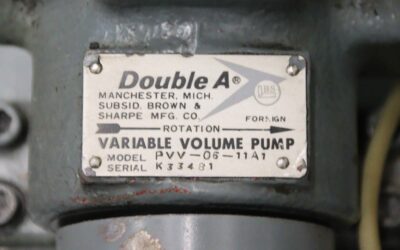 Double A®
MANCHESTER, MICH.
SUBSID. BROWN &
SHARPE MFG. CO.
FOREIGN
ROTATION
VARIABLE VOLUME PUMP
MODEL PVV-06-11A1
SERIAL K33481